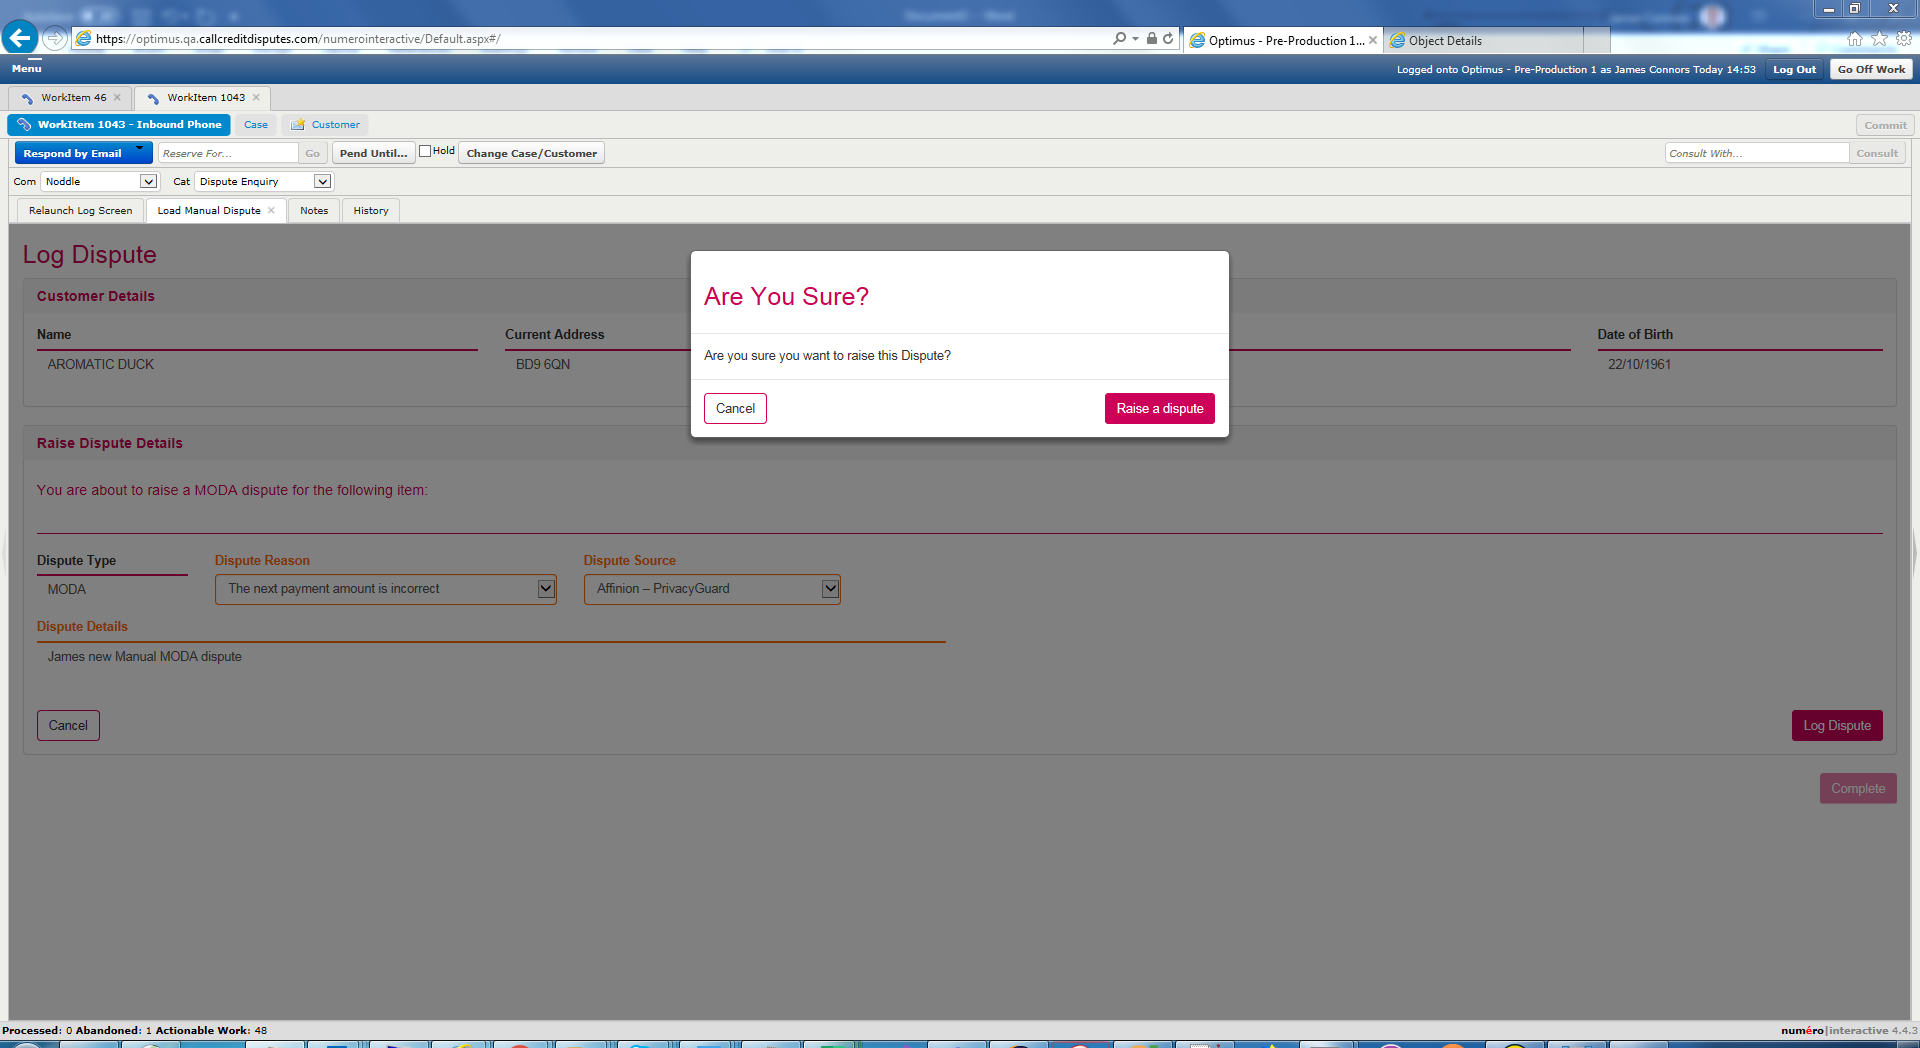 https://optimus.qa.callcreditdisputes.com/numerointeractive/Default.aspx#/
Optimus - Pre-Production 1...
Object Details
Menu
Logged onto Optimus - Pre-Production 1 as James Connors Today 14:53
Log Out
Go Off Work
WorkItem 46
WorkItem 1043
WorkItem 1043 - Inbound Phone
Case
Customer
Commit
Respond by Email
Reserve For...
Go
Pend Until...
Hold
Change Case/Customer
Consult With...
Consult
Com
Noddle
Cat
Dispute Enquiry
Relaunch Log Screen
Load Manual Dispute
Notes
History
Log Dispute
Customer Details
Name
Current Address
Date of Birth
AROMATIC DUCK
BD9 6QN
22/10/1961
Are You Sure?
Are you sure you want to raise this Dispute?
Cancel
Raise a dispute
Raise Dispute Details
You are about to raise a MODA dispute for the following item:
Dispute Type
Dispute Reason
Dispute Source
MODA
The next payment amount is incorrect
Affinion – PrivacyGuard
Dispute Details
James new Manual MODA dispute
Cancel
Log Dispute
Complete
Processed: 0 Abandoned: 1 Actionable Work: 48
numéro|interactive 4.4.3